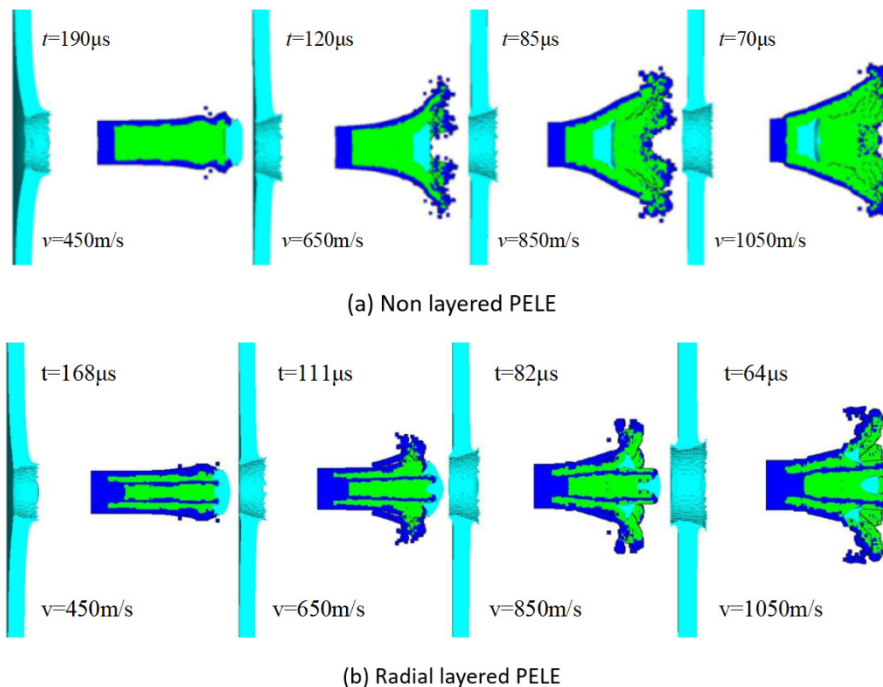 t=190μs t=120μs t=85μs t=70μs
v=450m/s v=650m/s v=850m/s v=1050m/s
(a) Non layered PELE
t=168μs t=111μs t=82μs t=64μs
v=450m/s v=650m/s v=850m/s v=1050m/s
(b) Radial layered PELE